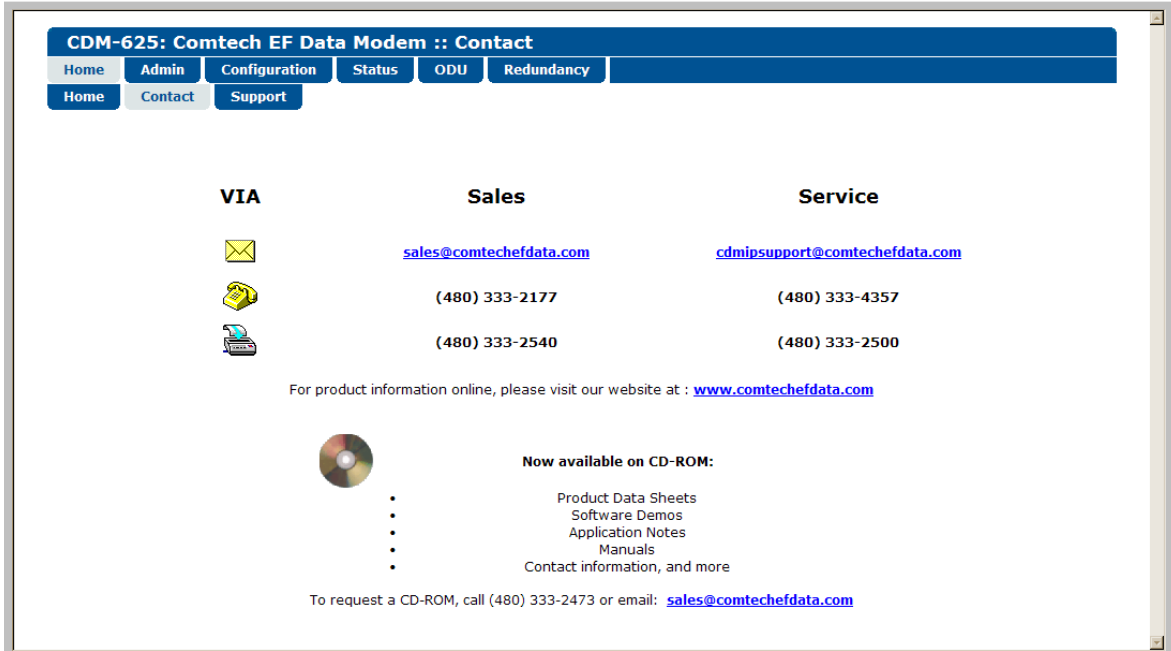 CDM-625: Comtech EF Data Modem :: Contact
Home Admin Configuration Status ODU Redundancy
Home Contact Support
VIA Sales Service
sales@comtechefdata.com cdmipsupport@comtechefdata.com
(480) 333-2177 (480) 333-4357
(480) 333-2540 (480) 333-2500
For product information online, please visit our website at : www.comtechefdata.com
Now available on CD-ROM:
• Product Data Sheets
• Software Demos
• Application Notes
• Manuals
• Contact information, and more
To request a CD-ROM, call (480) 333-2473 or email: sales@comtechefdata.com